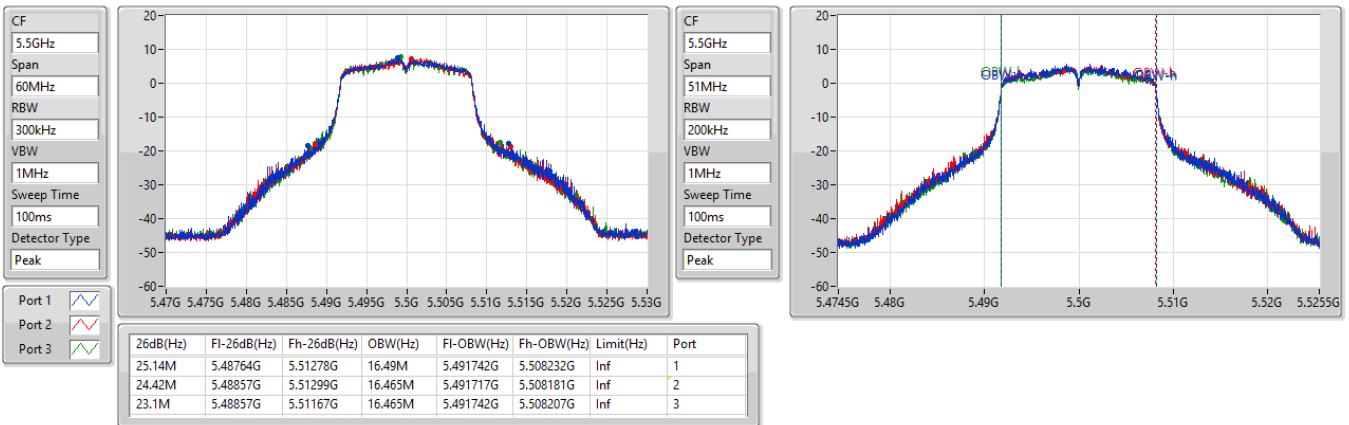 CF
5.5GHz
Span
60MHz
RBW
300kHz
VBW
1MHz
Sweep Time
100ms
Detector Type
Peak
20
10
0
-10
-20
-30
-40
-50
-60
5.47G 5.475G 5.48G 5.485G 5.49G 5.495G 5.5G 5.505G 5.51G 5.515G 5.52G 5.525G 5.53G
CF
5.5GHz
Span
51MHz
RBW
200kHz
VBW
1MHz
Sweep Time
100ms
Detector Type
Peak
20
10
0
-10
-20
-30
-40
-50
-60
OBW-h
5.4745G 5.48G 5.49G 5.5G 5.51G 5.52G 5.5255G
Port 1
Port 2
Port 3
26dB(Hz) Fl-26dB(Hz) Fh-26dB(Hz) OBW(Hz) Fl-OBW(Hz) Fh-OBW(Hz) Limit(Hz) Port
25.14M 5.48764G 5.51278G 16.49M 5.491742G 5.508232G Inf 1
24.42M 5.48857G 5.51299G 16.465M 5.491717G 5.508181G Inf 2
23.1M 5.48857G 5.51167G 16.465M 5.491742G 5.508207G Inf 3